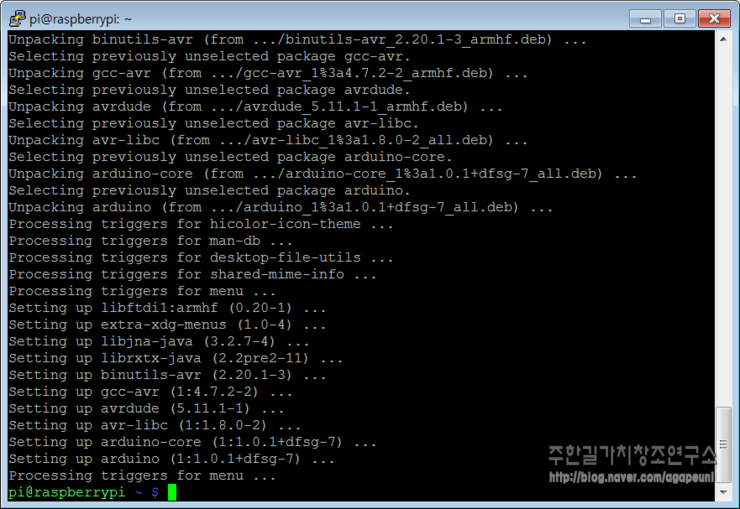 pi@raspberrypi: ~
Unpacking binutils-avr (from .../binutils-avr_2.20.1-3_armhf.deb) ...
Selecting previously unselected package gcc-avr.
Unpacking gcc-avr (from .../gcc-avr_1%3a4.7.2-2_armhf.deb) ...
Selecting previously unselected package avrdude.
Unpacking avrdude (from .../avrdude_5.11.1-1_armhf.deb) ...
Selecting previously unselected package avr-libc.
Unpacking avr-libc (from .../avr-libc_1%3a1.8.0-2_all.deb) ...
Selecting previously unselected package arduino-core.
Unpacking arduino-core (from .../arduino-core_1%3a1.0.1+dfsg-7_all.deb) ...
Selecting previously unselected package arduino.
Unpacking arduino (from .../arduino_1%3a1.0.1+dfsg-7_all.deb) ...
Processing triggers for hicolor-icon-theme ...
Processing triggers for man-db ...
Processing triggers for desktop-file-utils ...
Processing triggers for shared-mime-info ...
Processing triggers for menu ...
Setting up libftdi1:armhf (0.20-1) ...
Setting up extra-xdg-menus (1.0-4) ...
Setting up libjna-java (3.2.7-4) ...
Setting up librxtx-java (2.2pre2-11) ...
Setting up binutils-avr (2.20.1-3) ...
Setting up gcc-avr (1:4.7.2-2) ...
Setting up avrdude (5.11.1-1) ...
Setting up avr-libc (1:1.8.0-2) ...
Setting up arduino-core (1:1.0.1+dfsg-7) ...
Setting up arduino (1:1.0.1+dfsg-7) ...
Processing triggers for menu ...
pi@raspberrypi ~ $
주한길가치창조연구소
http://blog.naver.com/agapeuni